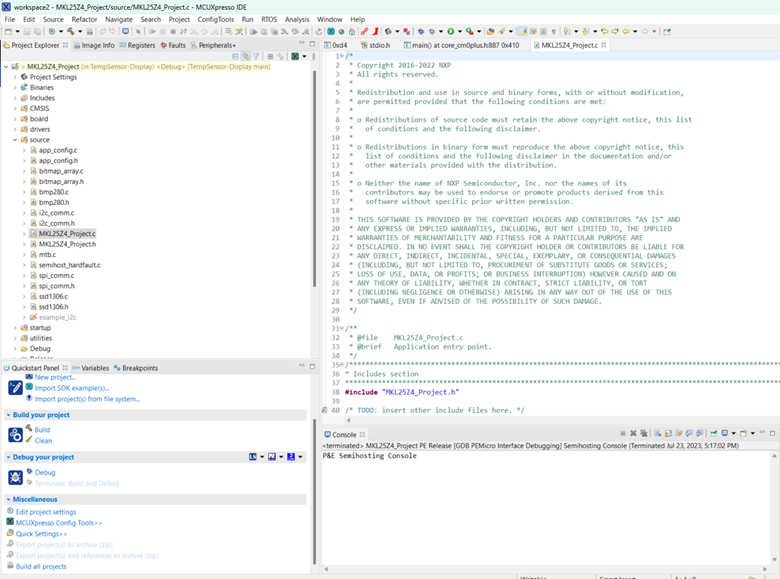 workspace2 - MKL25Z4_Project/source/MKL25Z4_Project.c - MCUXpresso IDE
File Edit Source Refactor Navigate Search Project ConfigTools Run RTOS Analysis Window Help
Project Explorer Image Info Registers Faults Peripherals+
MKL25Z4_Project (in TempSensor-Display) <Debug> [TempSensor-Display main]
Project Settings
Binaries
Includes
CMSIS
board
drivers
source
app_config.c
app_config.h
bitmap_array.c
bitmap_array.h
bmp280.c
bmp280.h
i2c_comm.c
i2c_comm.h
MKL25Z4_Project.c
MKL25Z4_Project.h
mtb.c
semihost_hardfault.c
spi_comm.c
spi_comm.h
ssd1306.c
ssd1306.h
example_i2c
startup
utilities
Debug
Release
0xd4 stdio.h main() at core_cm0plus.h:887 0x410 MKL25Z4_Project.c
1 /*
2 * Copyright 2016-2022 NXP
3 * All rights reserved.
4 *
5 * Redistribution and use in source and binary forms, with or without modification,
6 * are permitted provided that the following conditions are met:
7 *
8 * o Redistributions of source code must retain the above copyright notice, this list
9 * of conditions and the following disclaimer.
10 *
11 * o Redistributions in binary form must reproduce the above copyright notice, this
12 * list of conditions and the following disclaimer in the documentation and/or
13 * other materials provided with the distribution.
14 *
15 * o Neither the name of NXP Semiconductor, Inc. nor the names of its
16 * contributors may be used to endorse or promote products derived from this
17 * software without specific prior written permission.
18 *
19 * THIS SOFTWARE IS PROVIDED BY THE COPYRIGHT HOLDERS AND CONTRIBUTORS "AS IS" AND
20 * ANY EXPRESS OR IMPLIED WARRANTIES, INCLUDING, BUT NOT LIMITED TO, THE IMPLIED
21 * WARRANTIES OF MERCHANTABILITY AND FITNESS FOR A PARTICULAR PURPOSE ARE
22 * DISCLAIMED. IN NO EVENT SHALL THE COPYRIGHT HOLDER OR CONTRIBUTORS BE LIABLE FOR
23 * ANY DIRECT, INDIRECT, INCIDENTAL, SPECIAL, EXEMPLARY, OR CONSEQUENTIAL DAMAGES
24 * (INCLUDING, BUT NOT LIMITED TO, PROCUREMENT OF SUBSTITUTE GOODS OR SERVICES;
25 * LOSS OF USE, DATA, OR PROFITS; OR BUSINESS INTERRUPTION) HOWEVER CAUSED AND ON
26 * ANY THEORY OF LIABILITY, WHETHER IN CONTRACT, STRICT LIABILITY, OR TORT
27 * (INCLUDING NEGLIGENCE OR OTHERWISE) ARISING IN ANY WAY OUT OF THE USE OF THIS
28 * SOFTWARE, EVEN IF ADVISED OF THE POSSIBILITY OF SUCH DAMAGE.
29 */
30
31 /**
32 * @file MKL25Z4_Project.c
33 * @brief Application entry point.
34 */
35 /*******************************************************************************
36 * Includes section
37 *******************************************************************************
38 #include "MKL25Z4_Project.h"
39
40 /* TODO: insert other include files here. */
Quickstart Panel Variables Breakpoints
New project...
Import SDK example(s)...
Import project(s) from file system...
Build your project
Build
Clean
Debug your project
Debug
Terminate, Build and Debug
Miscellaneous
Edit project settings
MCUXpresso Config Tools>>
Quick Settings>>
Export project(s) to archive (zip)
Export project(s) and references to archive (zip)
Build all projects
Console
<terminated> MKL25Z4_Project PE Release [GDB PEMicro Interface Debugging] Semihosting Console (Terminated Jul 23, 2023, 5:17:02 PM)
P&E Semihosting Console
Writable Smart Insert 1 : 1 : 0